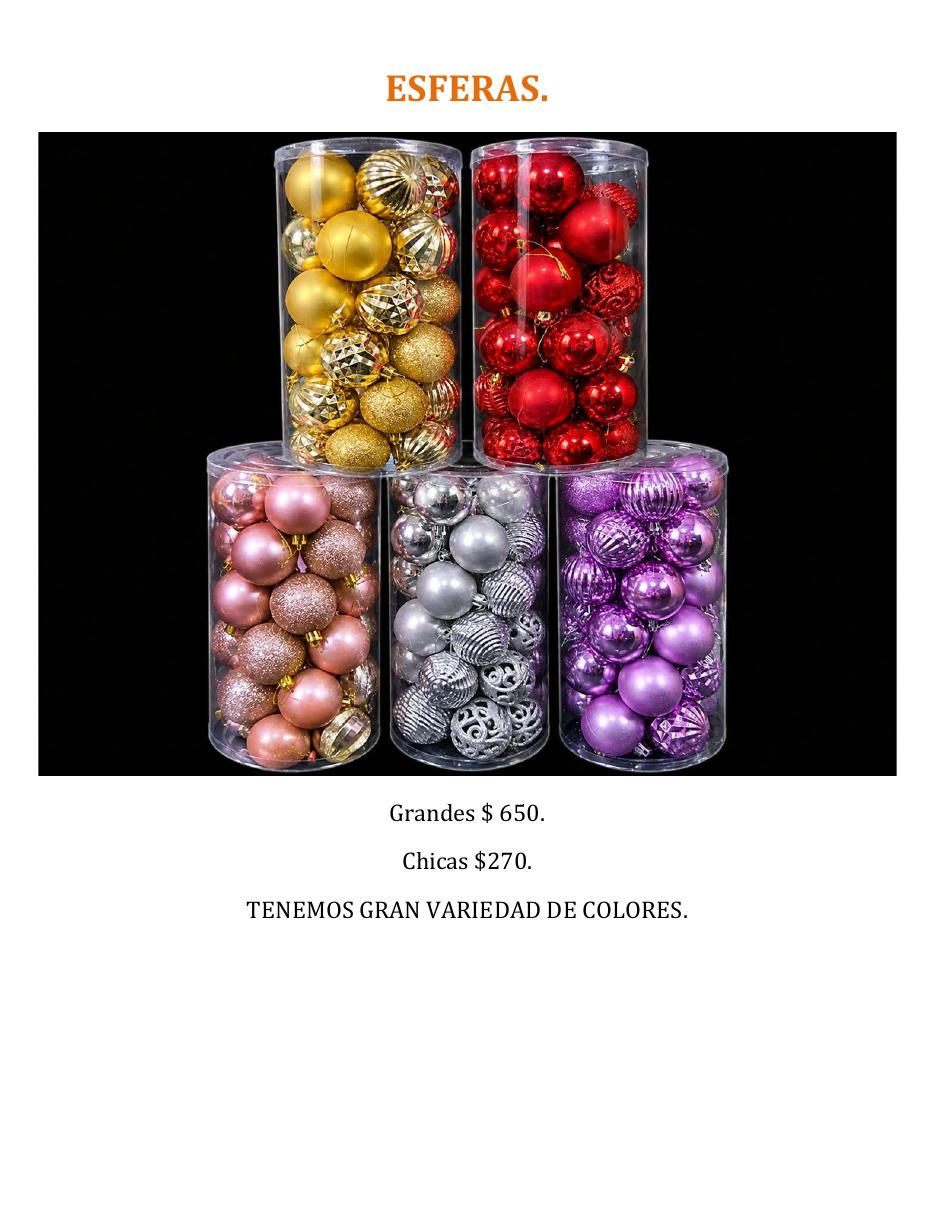 ESFERAS.
Grandes $ 650.
Chicas $270.
TENEMOS GRAN VARIEDAD DE COLORES.